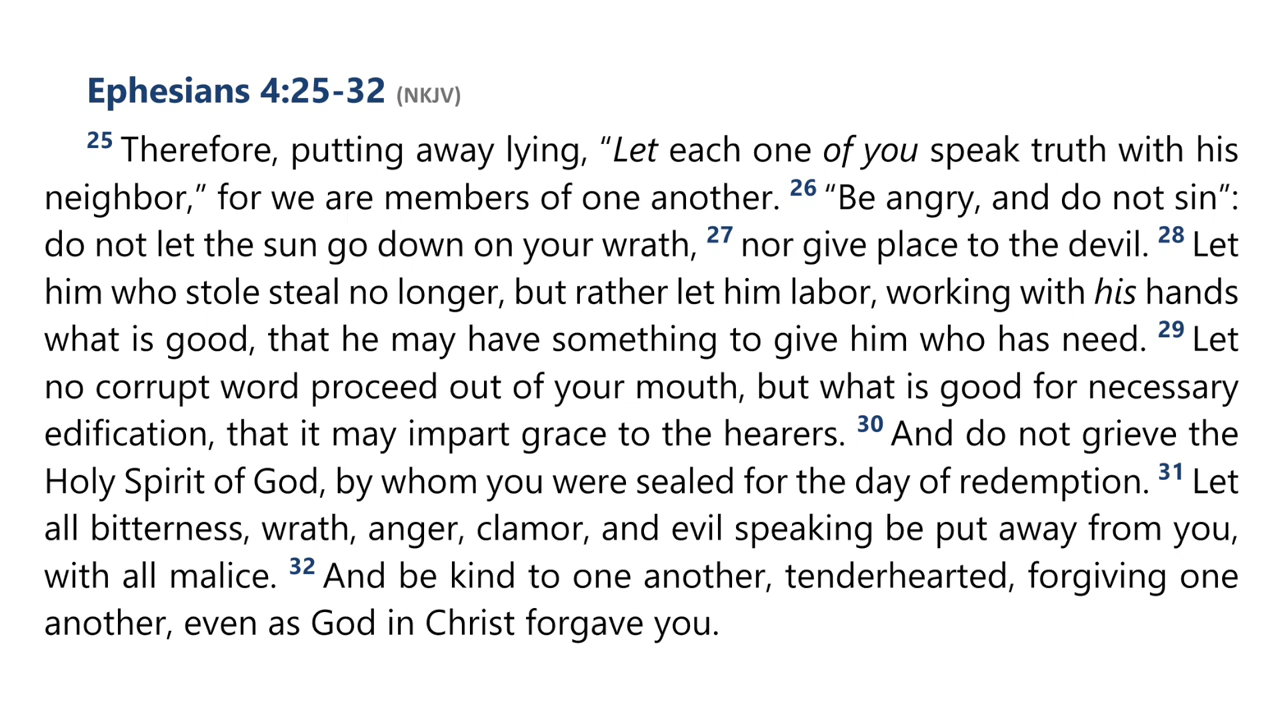 Ephesians 4:25-32 (NKJV)
25 Therefore, putting away lying, “Let each one of you speak truth with his
neighbor,” for we are members of one another. 26 “Be angry, and do not sin”:
do not let the sun go down on your wrath, 27 nor give place to the devil. 28 Let
him who stole steal no longer, but rather let him labor, working with his hands
what is good, that he may have something to give him who has need. 29 Let
no corrupt word proceed out of your mouth, but what is good for necessary
edification, that it may impart grace to the hearers. 30 And do not grieve the
Holy Spirit of God, by whom you were sealed for the day of redemption. 31 Let
all bitterness, wrath, anger, clamor, and evil speaking be put away from you,
with all malice. 32 And be kind to one another, tenderhearted, forgiving one
another, even as God in Christ forgave you.